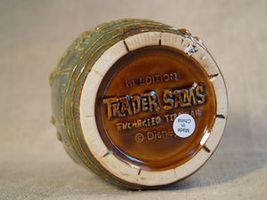 1st EDITION
TRADER SAM'S
ENCHANTED TIKI BAR
© Disney
Made
in
China